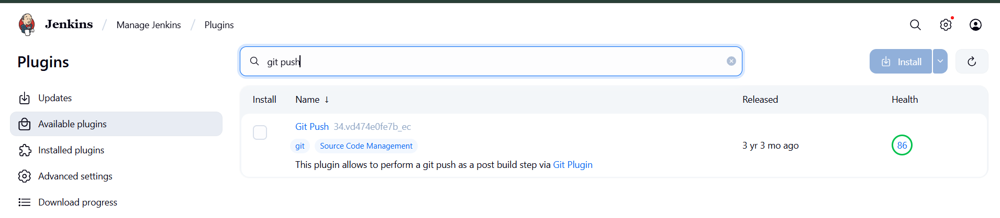 Jenkins / Manage Jenkins / Plugins
Plugins
git push
Install
Updates
Available plugins
Installed plugins
Advanced settings
Download progress
Install Name ↓ Released Health
Git Push 34.vd474e0fe7b_ec
git Source Code Management
3 yr 3 mo ago 86
This plugin allows to perform a git push as a post build step via Git Plugin